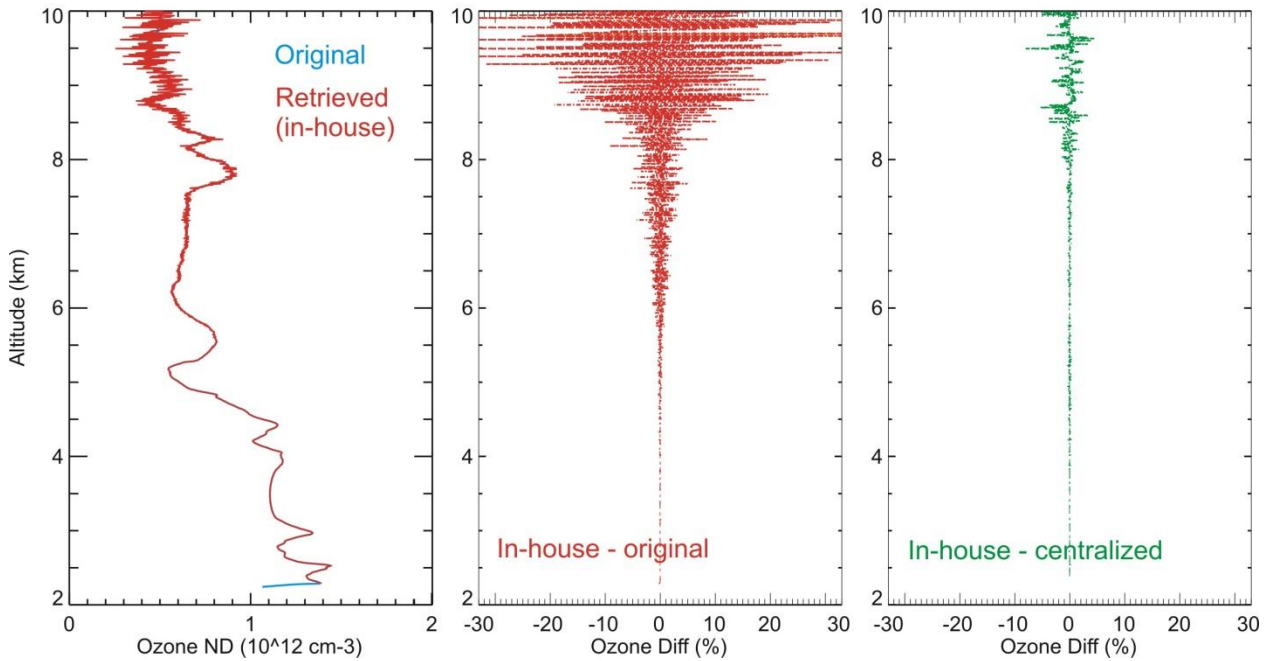 Altitude (km)
10
8
6
4
2
Original
Retrieved
(in-house)
0 1 2
Ozone ND (10^12 cm-3)
10
8
6
4
2
In-house - original
-30 -20 -10 0 10 20 30
Ozone Diff (%)
10
8
6
4
2
In-house - centralized
-30 -20 -10 0 10 20 30
Ozone Diff (%)